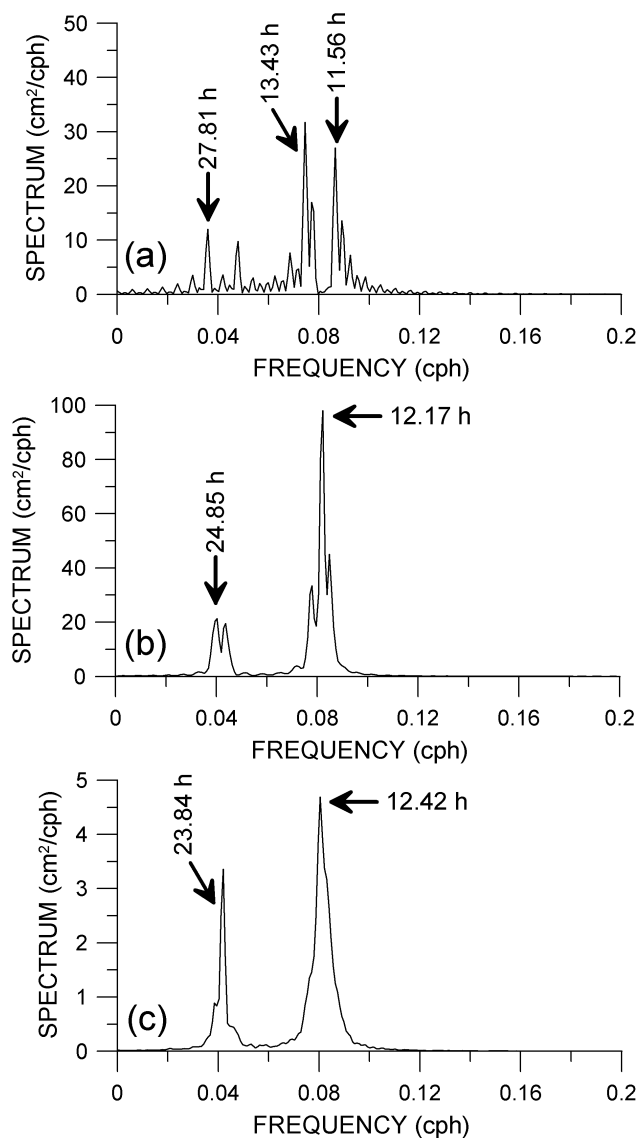 50
40
30
20
10
0
SPECTRUM (cm²/cph)
27.81 h
13.43 h
11.56 h
(a)
0 0.04 0.08 0.12 0.16 0.2
FREQUENCY (cph)
100
80
60
40
20
0
SPECTRUM (cm²/cph)
24.85 h
12.17 h
(b)
0 0.04 0.08 0.12 0.16 0.2
FREQUENCY (cph)
5
4
3
2
1
0
SPECTRUM (cm²/cph)
23.84 h
12.42 h
(c)
0 0.04 0.08 0.12 0.16 0.2
FREQUENCY (cph)